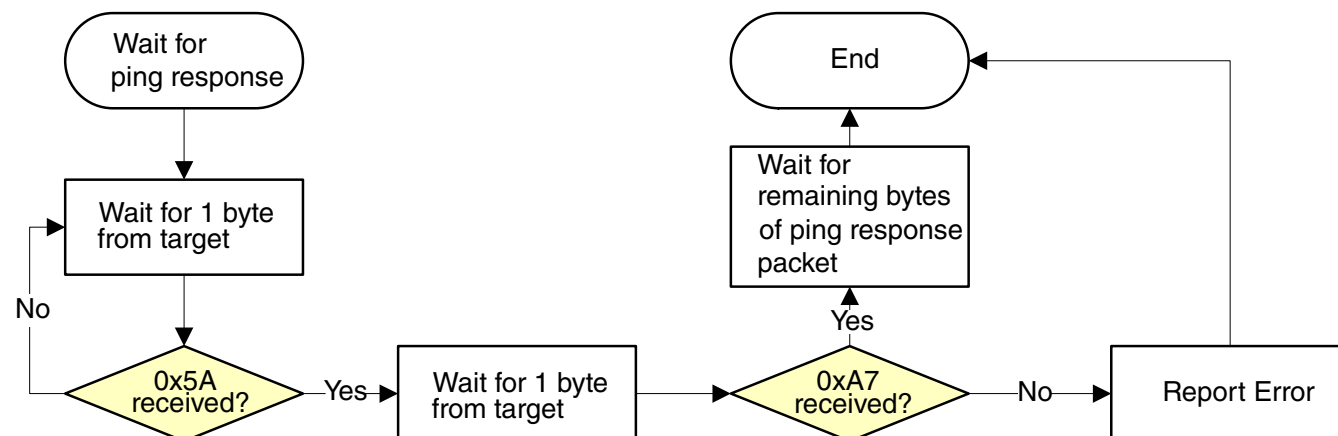 Wait for
ping response
Wait for 1 byte
from target
No
0x5A
received?
Yes
Wait for 1 byte
from target
0xA7
received?
Yes
Wait for
remaining bytes
of ping response
packet
End
No
Report Error